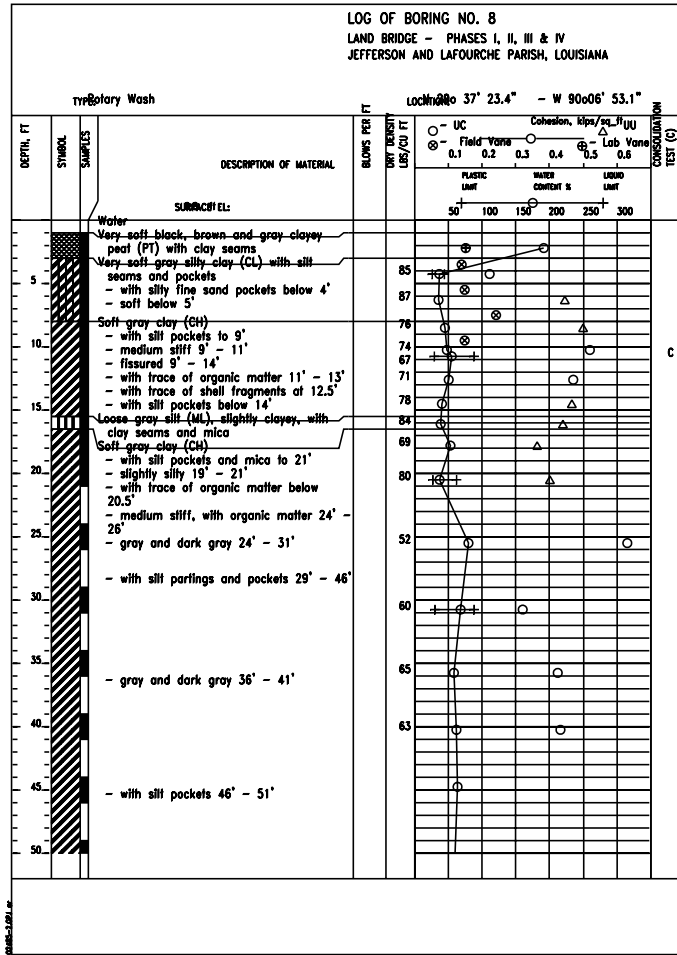 LOG OF BORING NO. 8
LAND BRIDGE - PHASES I, II, III & IV
JEFFERSON AND LAFOURCHE PARISH, LOUISIANA
TYPE: Rotary Wash
LOCATION: N 29o 37' 23.4" - W 90o06' 53.1"
DEPTH, FT
SYMBOL
SAMPLES
DESCRIPTION OF MATERIAL
BLOWS PER FT
DRY DENSITY
LBS/CU FT
CONSOLIDATION
TEST (C)
Cohesion, kips/sq_ft
- UC
UU
- Field Vane
- Lab Vane
0.1 0.2 0.3 0.4 0.5 0.6
PLASTIC
LIMIT
WATER
CONTENT %
LIQUID
LIMIT
50 100 150 200 250 300
SURFACE EL:
Water
Very soft black, brown and gray clayey
peat (PT) with clay seams
Very soft gray silty clay (CL) with silt
seams and pockets
- with silty fine sand pockets below 4'
- soft below 5'
Soft gray clay (CH)
- with silt pockets to 9'
- medium stiff 9' - 11'
- fissured 9' - 14'
- with trace of organic matter 11' - 13'
- with trace of shell fragments at 12.5'
- with silt pockets below 14'
Loose gray silt (ML), slightly clayey, with
clay seams and mica
Soft gray clay (CH)
- with silt pockets and mica to 21'
- slightly silty 19' - 21'
- with trace of organic matter below
20.5'
- medium stiff, with organic matter 24' -
26'
- gray and dark gray 24' - 31'
- with silt partings and pockets 29' - 46'
- gray and dark gray 36' - 41'
- with silt pockets 46' - 51'
5
10
15
20
25
30
35
40
45
50
85
87
76
74
67
71
78
84
69
80
52
60
65
63
C